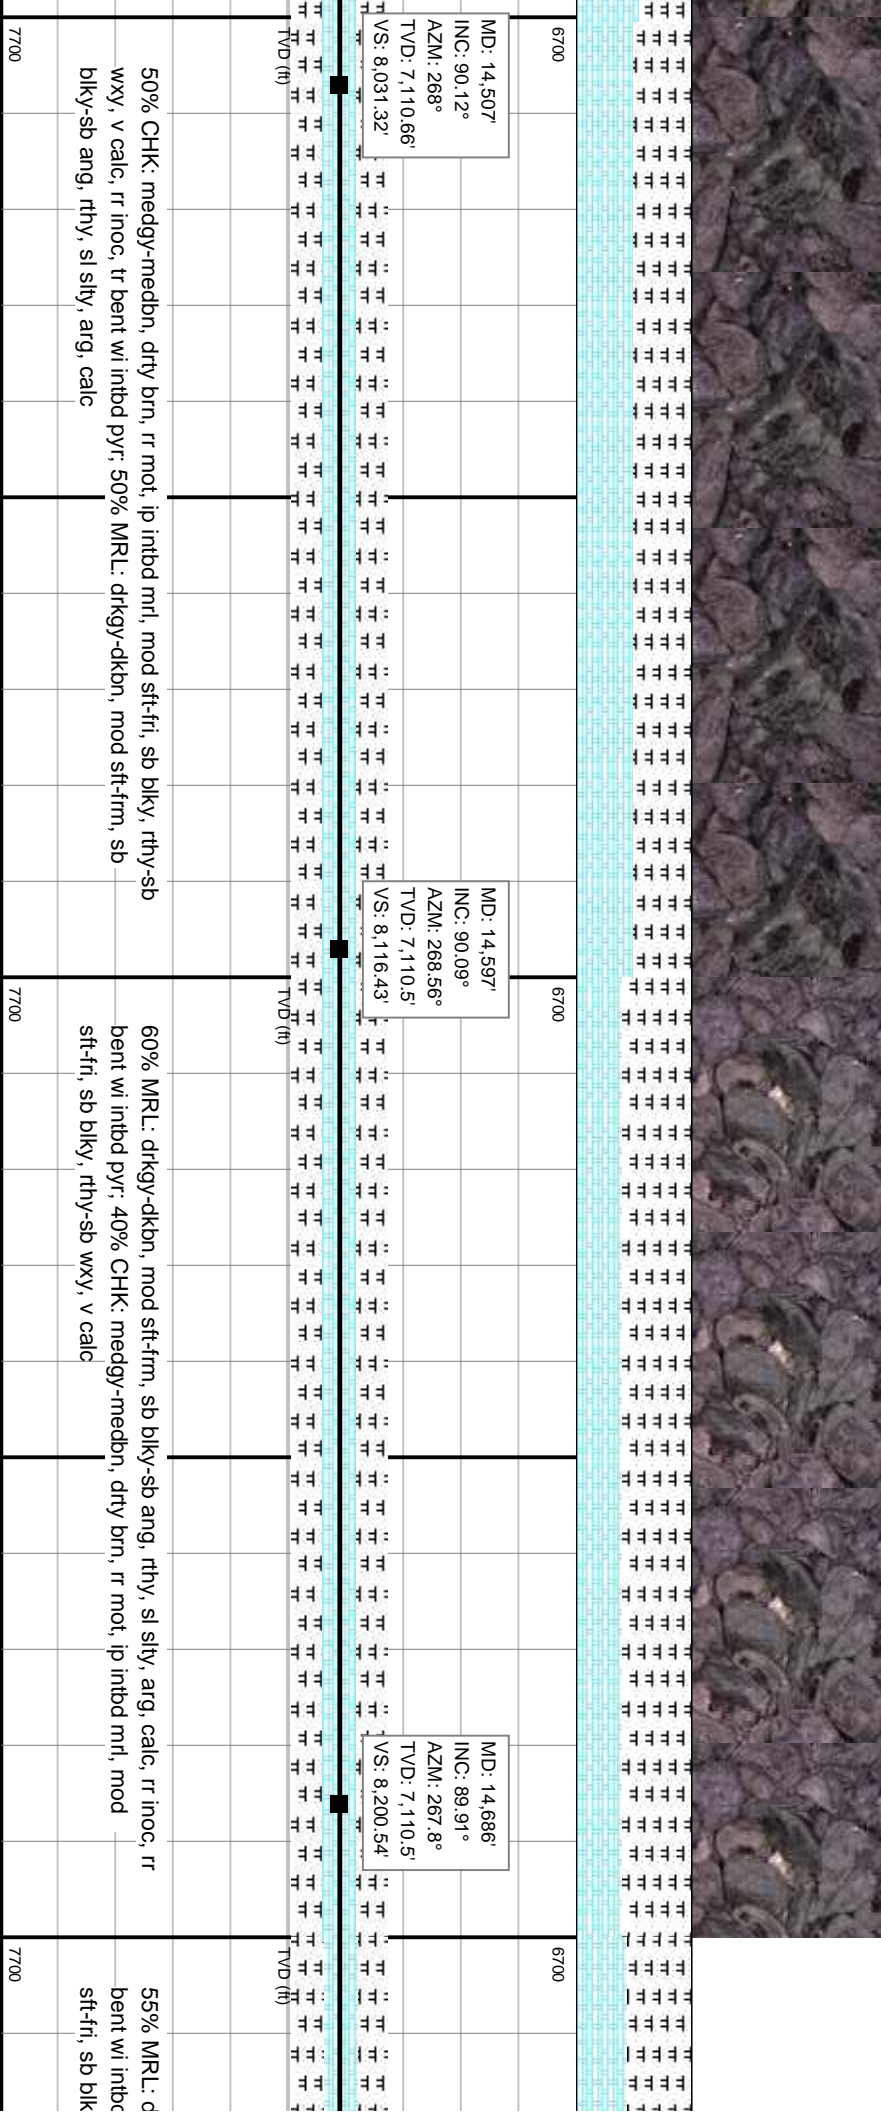 7700
TVD (ft)
6700
MD: 14,507'
INC: 90.12°
AZM: 268°
TVD: 7,110.66'
VS: 8,031.32'
50% CHK: medgy-medbn, drty brn, rr mot, ip intbd mrl, mod sft-fri, sb blky, rthy-sb
wxy, v calc, rr inoc, tr bent wi intbd pyr; 50% MRL: drkgy-dkbn, mod sft-frm, sb
blky-sb ang, rthy, sl slty, arg, calc
MD: 14,597'
INC: 90.09°
AZM: 268.56°
TVD: 7,110.5'
VS: 8,116.43'
6700
TVD (ft)
7700
60% MRL: drkgy-dkbn, mod sft-frm, sb blky-sb ang, rthy, sl slty, arg, calc, rr inoc, rr
bent wi intbd pyr; 40% CHK: medgy-medbn, drty brn, rr mot, ip intbd mrl, mod
sft-fri, sb blky, rthy-sb wxy, v calc
MD: 14,686'
INC: 89.91°
AZM: 267.8°
TVD: 7,110.5'
VS: 8,200.54'
6700
TVD (ft)
7700
55% MRL: d
bent wi intbd
sft-fri, sb blk